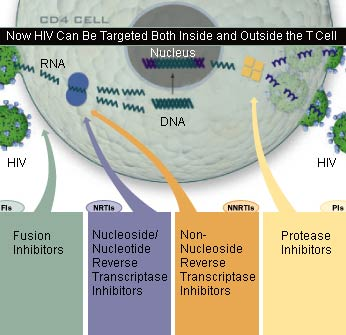 CD4 CELL
Now HIV Can Be Targeted Both Inside and Outside the T Cell
Nucleus
RNA
DNA
HIV
HIV
FIs
NRTIs
NNRTIs
PIs
Fusion
Inhibitors
Nucleoside/
Nucleotide
Reverse
Transcriptase
Inhibitors
Non-
Nucleoside
Reverse
Transcriptase
Inhibitors
Protease
Inhibitors